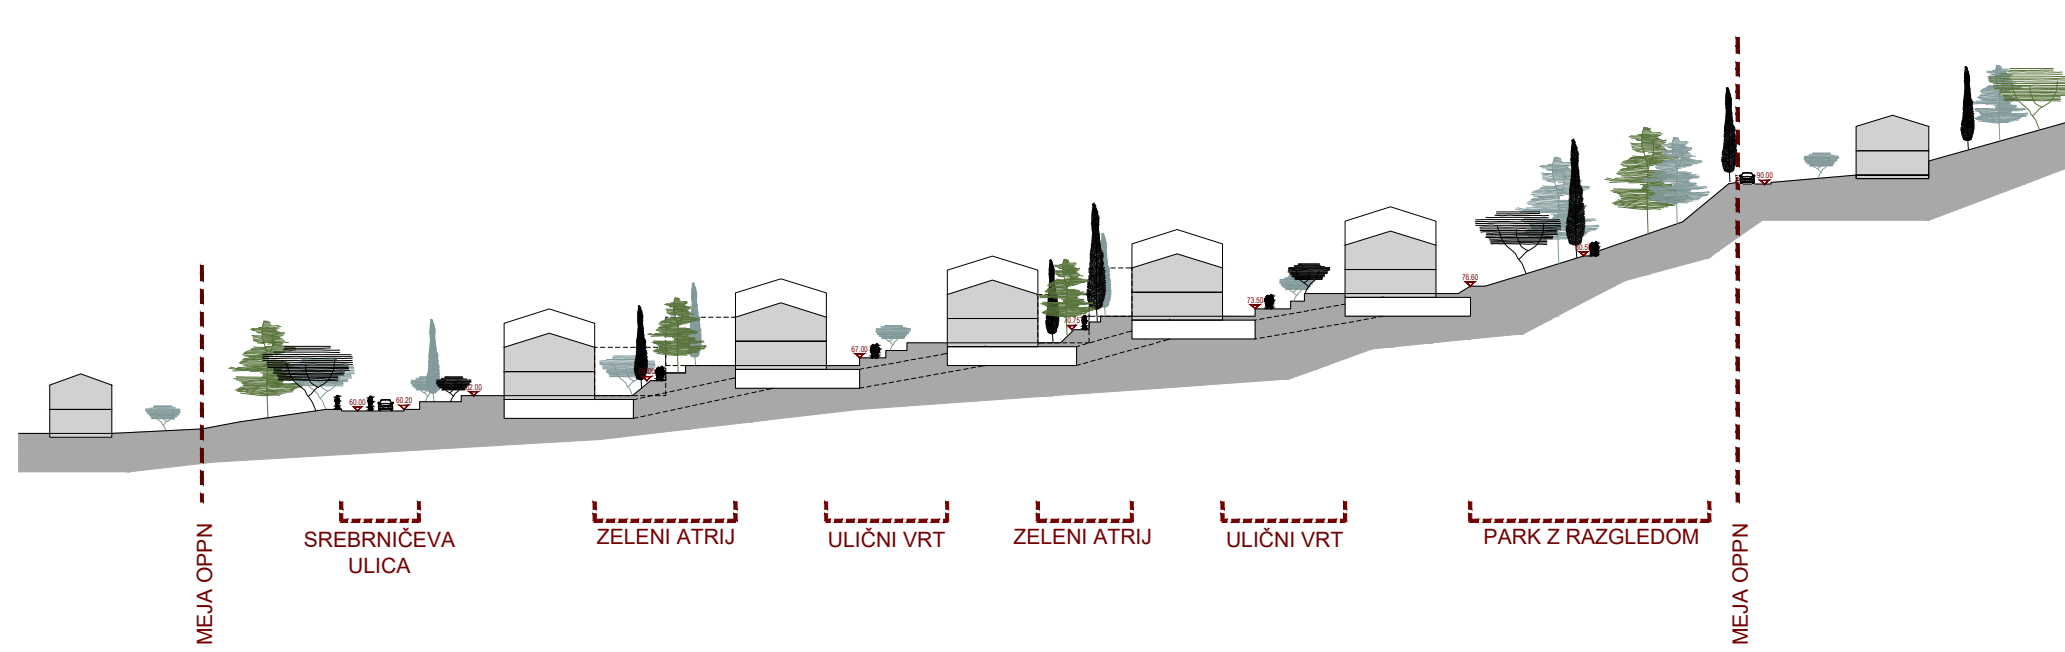 90.00
76.60
73.50
67.00
62.00
60.00
60.20
SREBRNIČEVA
ULICA
ZELENI ATRIJ
ULIČNI VRT
ZELENI ATRIJ
ULIČNI VRT
PARK Z RAZGLEDOM
MEJA OPPN
MEJA OPPN